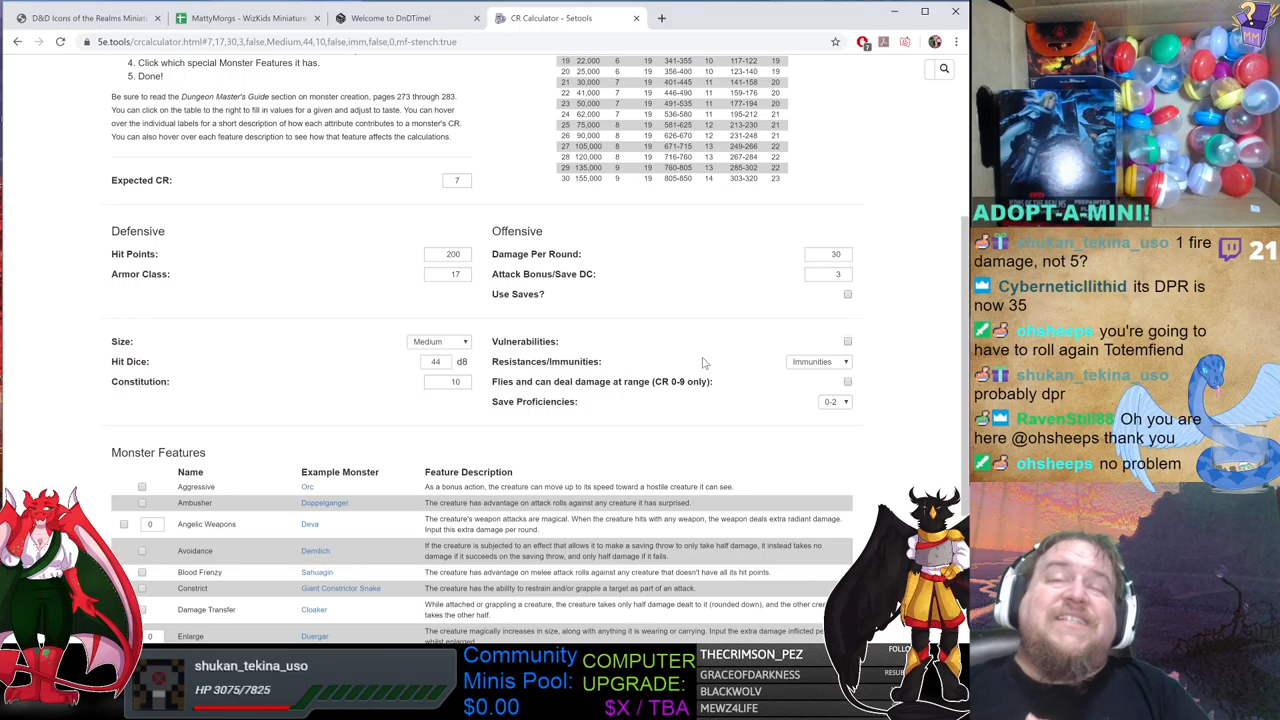 D&D Icons of the Realms Miniat
MattyMorgs - WizKids Miniature
Welcome to DnDTime!
CR Calculator - 5etools
5e.tools/crcalculator.html#7,17,30,3,false,Medium,44,10,false,imm,false,0,mf-stench:true
4. Click which special Monster Features it has.
5. Done!
Be sure to read the Dungeon Master's Guide section on monster creation, pages 273 through 283.
You can click on the table to the right to fill in values for a given and adjust to taste. You can hover
over the individual labels for a short description of how each attribute contributes to a monster's CR.
You can also hover over each feature description to see how that feature affects the calculations.
19 22,000 6 19 341-355 10 117-122 19
20 25,000 6 19 356-400 10 123-140 19
21 30,000 7 19 401-445 11 141-158 20
22 41,000 7 19 446-490 11 159-176 20
23 50,000 7 19 491-535 11 177-194 20
24 62,000 7 19 536-580 11 195-212 21
25 75,000 8 19 581-625 12 213-230 21
26 90,000 8 19 626-670 12 231-248 21
27 105,000 8 19 671-715 13 249-266 22
28 120,000 8 19 716-760 13 267-284 22
29 135,000 9 19 760-805 13 285-302 22
30 155,000 9 19 805-850 14 303-320 23
Expected CR: 7
Defensive
Hit Points: 200
Armor Class: 17
Offensive
Damage Per Round: 30
Attack Bonus/Save DC: 3
Use Saves?
Size: Medium
Hit Dice: 44 d8
Constitution: 10
Vulnerabilities:
Resistances/Immunities: Immunities
Flies and can deal damage at range (CR 0-9 only):
Save Proficiencies: 0-2
Monster Features
Name Example Monster Feature Description
Aggressive Orc As a bonus action, the creature can move up to its speed toward a hostile creature it can see.
Ambusher Doppelganger The creature has advantage on attack rolls against any creature it has surprised.
0 Angelic Weapons Deva The creature's weapon attacks are magical. When the creature hits with any weapon, the weapon deals extra radiant damage.
Input this extra damage per round.
Avoidance Demilich If the creature is subjected to an effect that allows it to make a saving throw to only take half damage, it instead takes no
damage if it succeeds on the saving throw, and only half damage if it fails.
Blood Frenzy Sahuagin The creature has advantage on melee attack rolls against any creature that doesn't have all its hit points.
Constrict Giant Constrictor Snake The creature has the ability to restrain and/or grapple a target as part of an attack.
Damage Transfer Cloaker While attached or grappling a creature, the creature takes only half damage dealt to it (rounded down), and the other crea
takes the other half.
0 Enlarge Duergar The creature magically increases in size, along with anything it is wearing or carrying. Input the extra damage inflicted pe
whilst enlarged.
MM
ADOPT-A-MINI!
shukan_tekina_uso 1 fire
damage, not 5?
21
CyberneticIlithid its DPR is
now 35
ohsheeps you're going to
have to roll again Totemfiend
shukan_tekina_uso
probably dpr
RavenStill88 Oh you are
here @ohsheeps thank you
ohsheeps no problem
shukan_tekina_uso
HP 3075/7825
Community
Minis Pool:
$0.00
COMPUTER
UPGRADE:
$X / TBA
THECRIMSON_PEZ FOLLO
GRACEOFDARKNESS RESUB
BLACKWOLV
MEWZ4LIFE